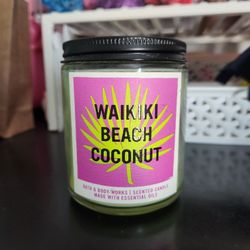 WAIKIKI
BEACH
COCONUT
BATH & BODY WORKS | SCENTED CANDLE
MADE WITH ESSENTIAL OILS